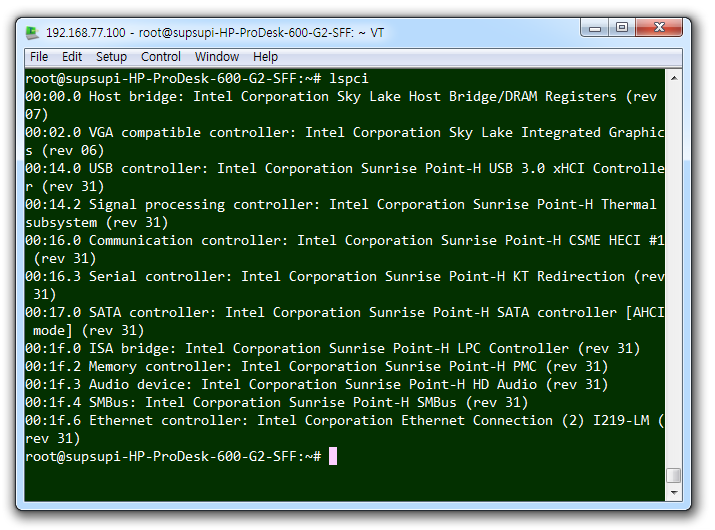 192.168.77.100 - root@supsupi-HP-ProDesk-600-G2-SFF: ~ VT
File Edit Setup Control Window Help
root@supsupi-HP-ProDesk-600-G2-SFF:~# lspci
00:00.0 Host bridge: Intel Corporation Sky Lake Host Bridge/DRAM Registers (rev
07)
00:02.0 VGA compatible controller: Intel Corporation Sky Lake Integrated Graphic
s (rev 06)
00:14.0 USB controller: Intel Corporation Sunrise Point-H USB 3.0 xHCI Controlle
r (rev 31)
00:14.2 Signal processing controller: Intel Corporation Sunrise Point-H Thermal
subsystem (rev 31)
00:16.0 Communication controller: Intel Corporation Sunrise Point-H CSME HECI #1
 (rev 31)
00:16.3 Serial controller: Intel Corporation Sunrise Point-H KT Redirection (rev
 31)
00:17.0 SATA controller: Intel Corporation Sunrise Point-H SATA controller [AHCI
 mode] (rev 31)
00:1f.0 ISA bridge: Intel Corporation Sunrise Point-H LPC Controller (rev 31)
00:1f.2 Memory controller: Intel Corporation Sunrise Point-H PMC (rev 31)
00:1f.3 Audio device: Intel Corporation Sunrise Point-H HD Audio (rev 31)
00:1f.4 SMBus: Intel Corporation Sunrise Point-H SMBus (rev 31)
00:1f.6 Ethernet controller: Intel Corporation Ethernet Connection (2) I219-LM (
rev 31)
root@supsupi-HP-ProDesk-600-G2-SFF:~#